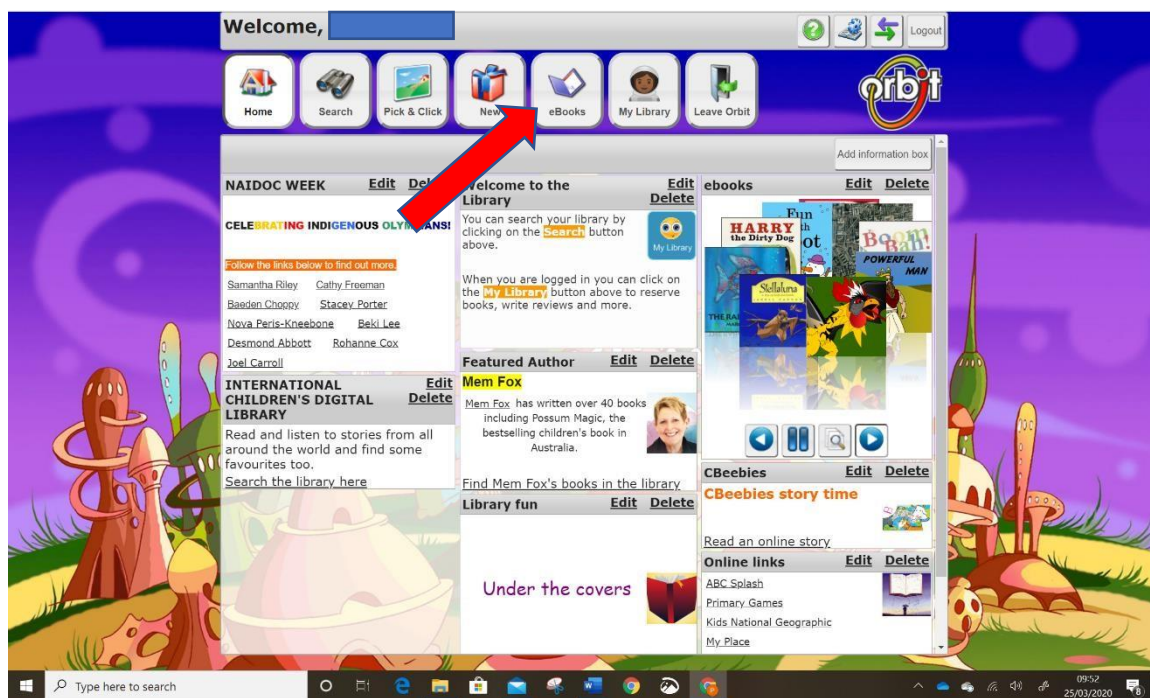 Welcome,
Logout
Home
Search
Pick & Click
New
eBooks
My Library
Leave Orbit
orbit
Add information box
NAIDOC WEEK Edit
CELEBRATING INDIGENOUS
Follow the links below to find out more.
Samantha Riley Cathy Freeman
Baeden Choppy Stacey Porter
Nova Peris-Kneebone Beki Lee
Desmond Abbott Rohanne Cox
Joel Carroll
INTERNATIONAL Edit
CHILDREN'S DIGITAL Delete
LIBRARY
Read and listen to stories from all
around the world and find some
favourites too.
Search the library here
Welcome to the Edit
Library Delete
You can search your library by
clicking on the Search button
above.
My Library
When you are logged in you can click on
the My Library button above to reserve
books, write reviews and more.
Featured Author Edit Delete
Mem Fox
Mem Fox has written over 40 books
including Possum Magic, the
bestselling children's book in
Australia.
Find Mem Fox's books in the library
Library fun Edit Delete
Under the covers
ebooks Edit Delete
Fun
HARRY
the Dirty Dog
Boom
Bah!
POWERFUL
MAN
Stellaluna
CBeebies Edit Delete
CBeebies story time
Read an online story
Online links Edit Delete
ABC Splash
Primary Games
Kids National Geographic
My Place
Type here to search
09:52
25/03/2020